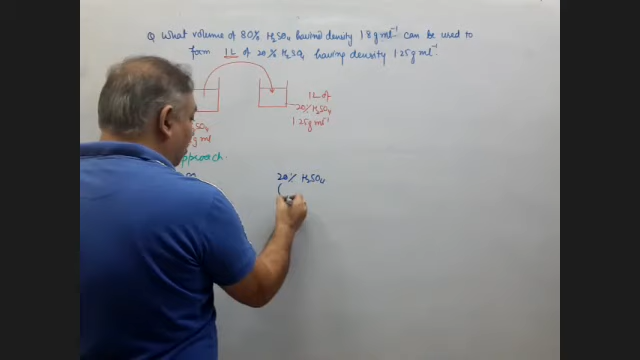 Q What volume of 80% H₂SO₄ having density 1.8 g ml⁻¹ can be used to
form 1L of 20% H₂SO₄ having density 1.25 g ml⁻¹.
1L of
20% H₂SO₄
1.25g ml⁻¹
SO₄
g ml
pproach.
20% H₂SO₄
(